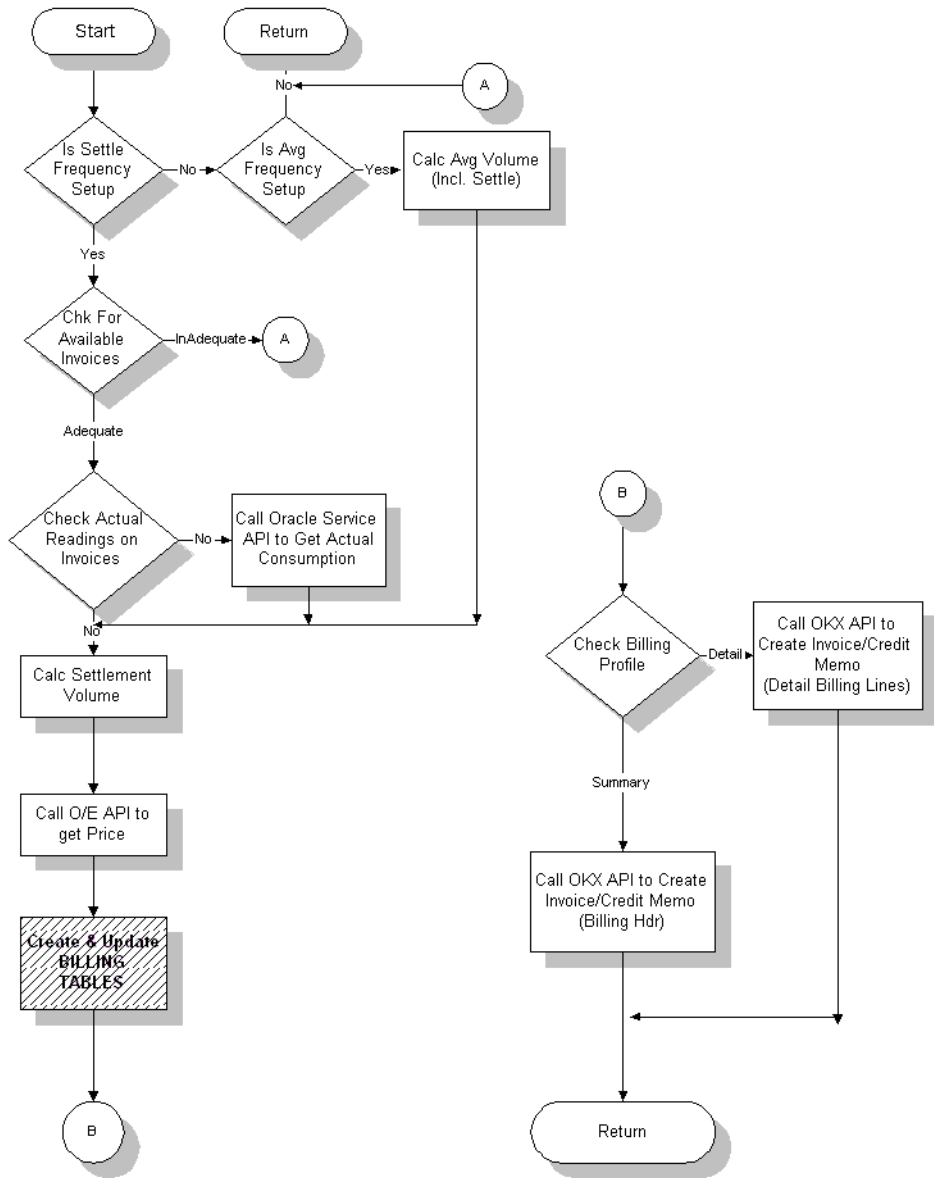 Start
Return
No
A
Is Settle
Frequency
Setup
No
Is Avg
Frequency
Setup
Yes
Calc Avg Volume
(Incl. Settle)
Yes
Chk For
Available
Invoices
InAdequate
A
Adequate
Check Actual
Readings on
Invoices
No
Call Oracle Service
API to Get Actual
Consumption
No
Calc Settlement
Volume
Call O/E API to
get Price
Create & Update
BILLING
TABLES
B
B
Check Billing
Profile
Detail
Call OKX API to
Create Invoice/Credit
Memo
(Detail Billing Lines)
Summary
Call OKX API to Create
Invoice/Credit Memo
(Billing Hdr)
Return